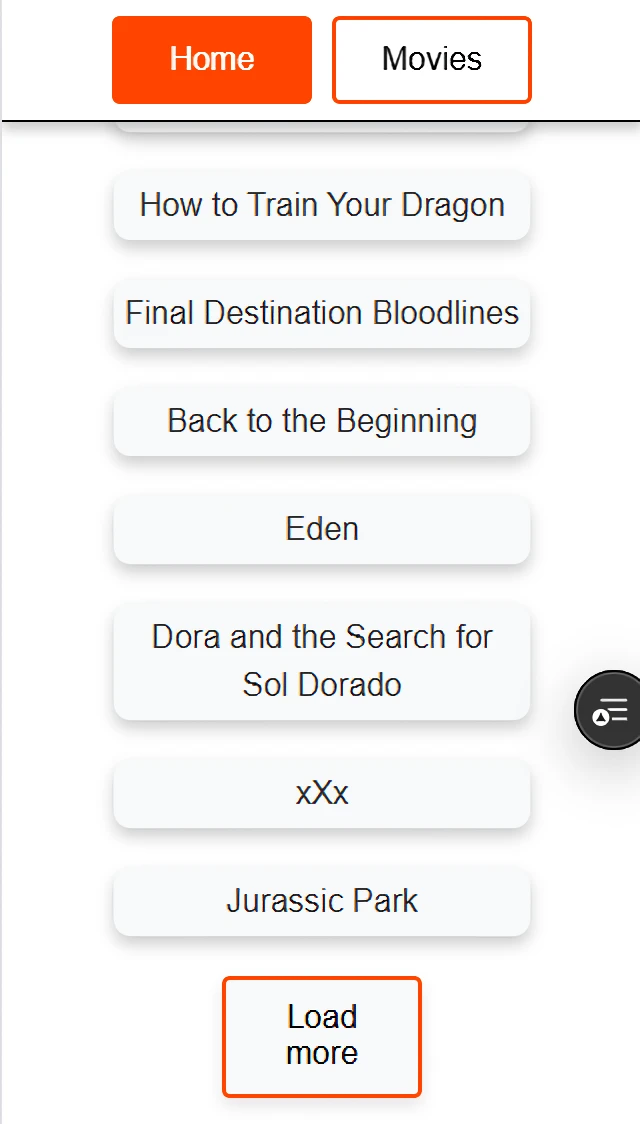 Home
Movies
How to Train Your Dragon
Final Destination Bloodlines
Back to the Beginning
Eden
Dora and the Search for
Sol Dorado
xXx
Jurassic Park
Load
more